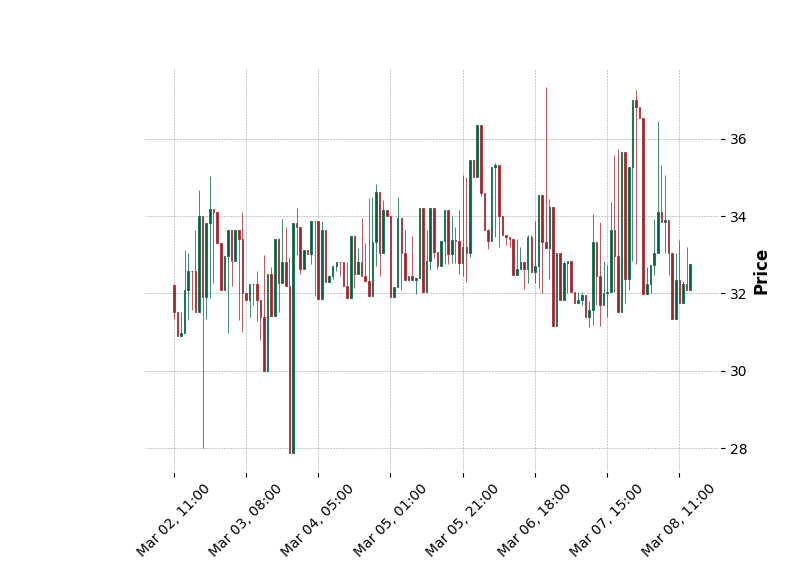 36
34
32
30
28
Price
Mar 02, 11:00
Mar 03, 08:00
Mar 04, 05:00
Mar 05, 01:00
Mar 05, 21:00
Mar 06, 18:00
Mar 07, 15:00
Mar 08, 11:00